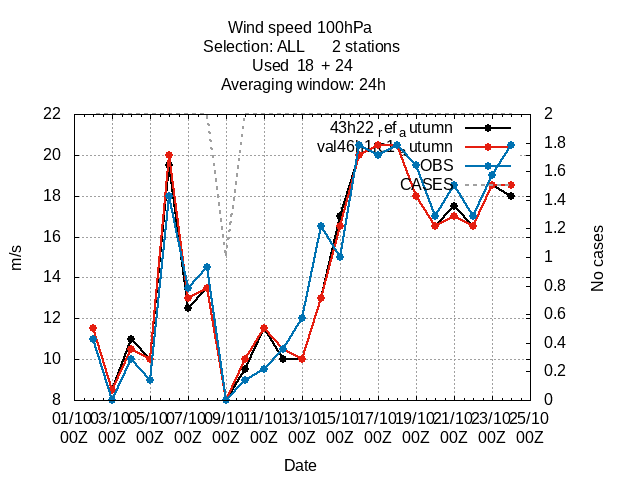 Wind speed 100hPa
Selection: ALL 2 stations
Used 18 + 24
Averaging window: 24h
22 2
43h22_ref_autumn
1.8
20 OBS
1.6
CASES
18 1.4
1.2
16
m/s 1 No cases
14 0.8
0.6
12
0.4
10
0.2
8 0
01/10 03/10 05/10 07/10 09/10 11/10 13/10 15/10 17/10 19/10 21/10 23/10 25/10
00Z 00Z 00Z 00Z 00Z 00Z 00Z 00Z 00Z 00Z 00Z 00Z 00Z
Date